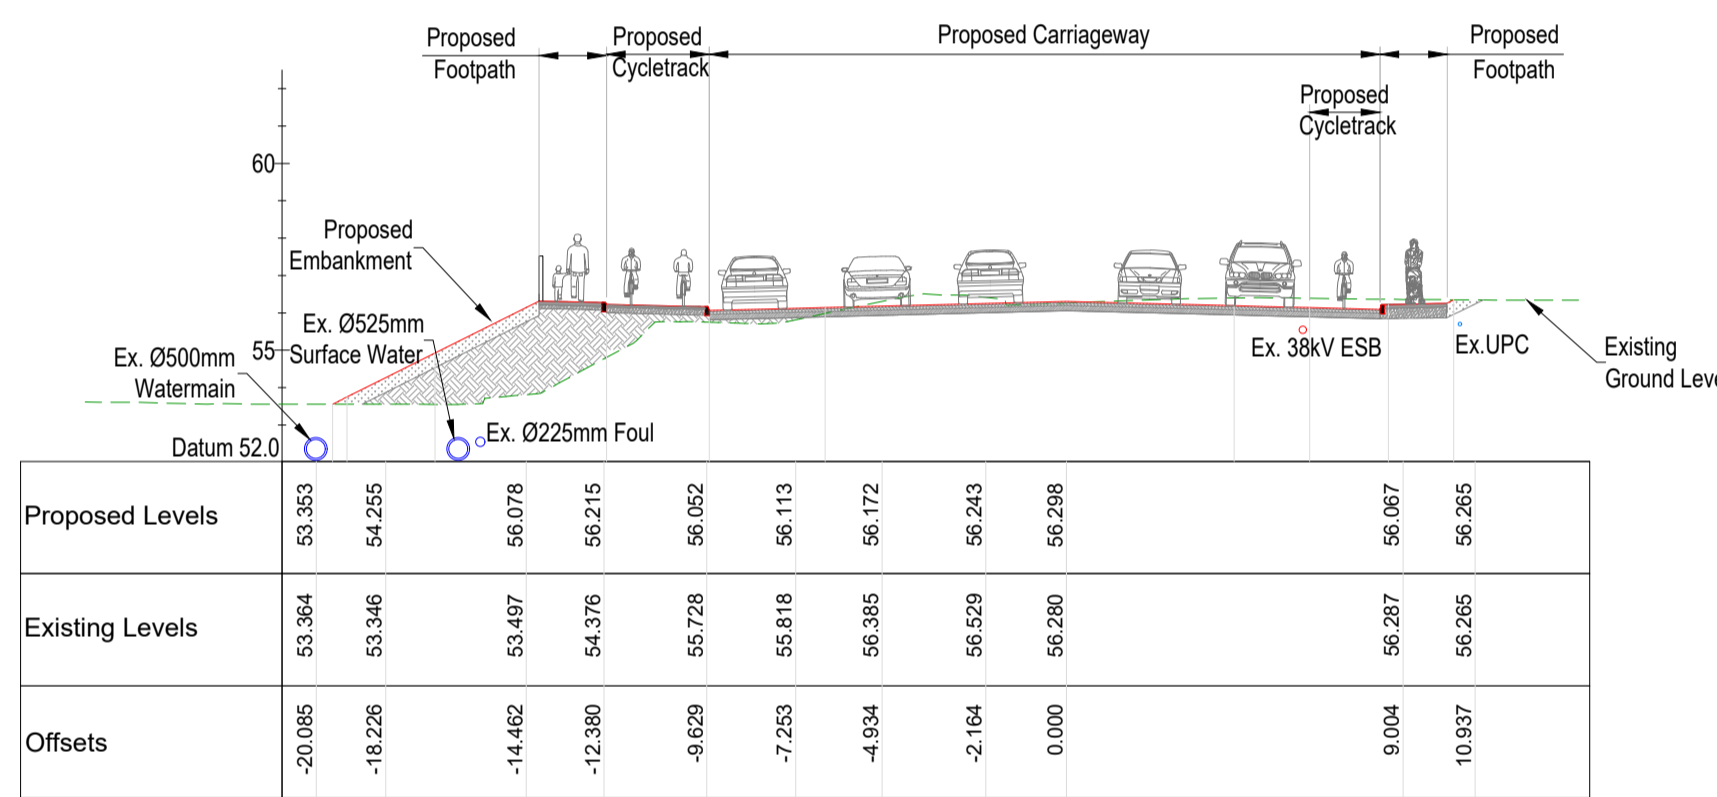 Proposed
Footpath
Proposed
Cycletrack
Proposed Carriageway
Proposed
Footpath
Proposed
Cycletrack
60
Proposed
Embankment
Ex. Ø525mm
Surface Water
55
Ex. Ø500mm
Watermain
Ex. 38kV ESB
Ex.UPC
Existing
Ground Leve
Ex. Ø225mm Foul
Datum 52.0
Proposed Levels 53.353 54.255 56.078 56.215 56.052 56.113 56.172 56.243 56.298 56.067 56.265
Existing Levels 53.364 53.346 53.497 54.376 55.728 55.818 56.385 56.529 56.280 56.287 56.265
Offsets -20.085 -18.226 -14.462 -12.380 -9.629 -7.253 -4.934 -2.164 0.000 9.004 10.937